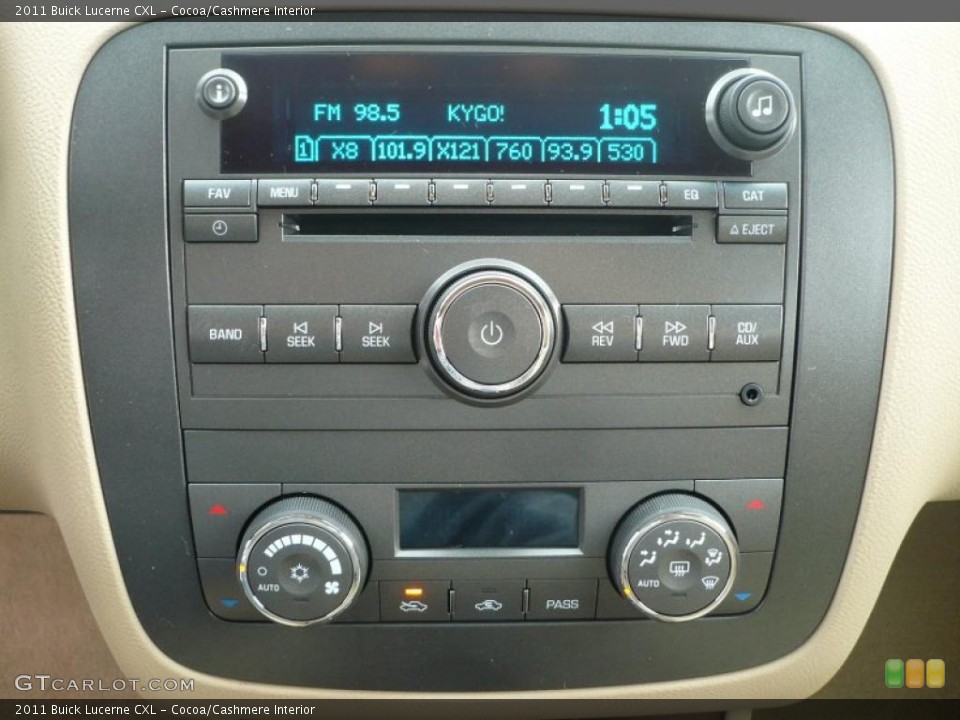 2011 Buick Lucerne CXL - Cocoa/Cashmere Interior
FM 98.5 KYGO! 1:05
1 X8 101.9 X121 760 93.9 530
FAV MENU EQ CAT
EJECT
BAND SEEK SEEK REV FWD CD/AUX
AUTO AUTO
PASS
GTCARLOT.COM
2011 Buick Lucerne CXL - Cocoa/Cashmere Interior